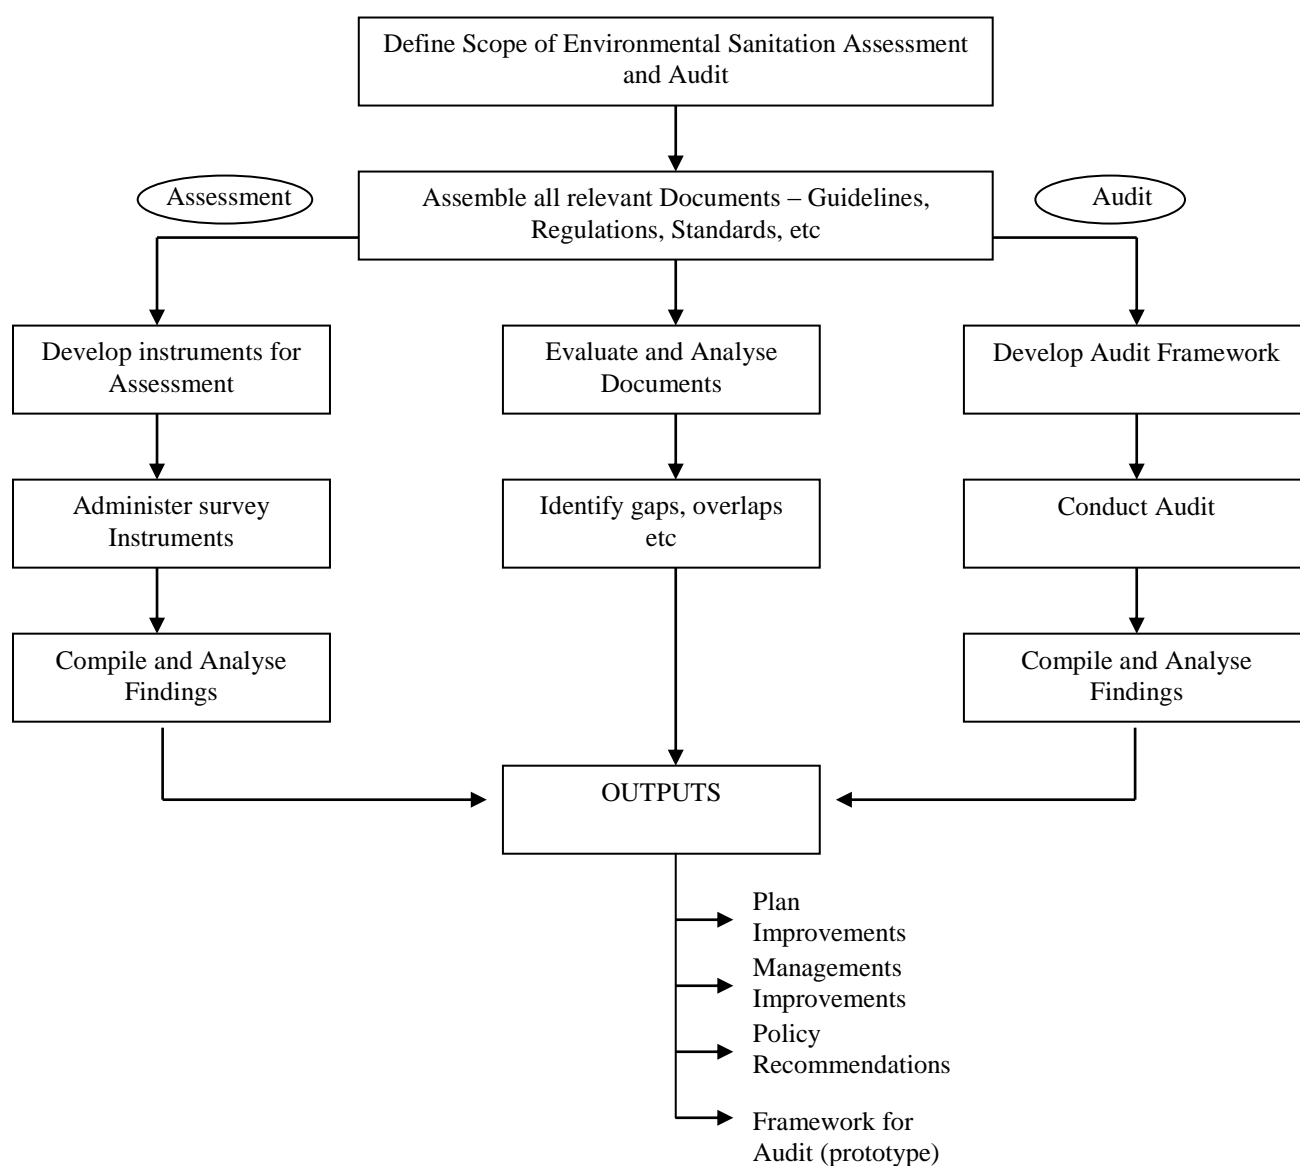 Define Scope of Environmental Sanitation Assessment
and Audit
Assessment
Assemble all relevant Documents – Guidelines,
Regulations, Standards, etc
Audit
Develop instruments for
Assessment
Evaluate and Analyse
Documents
Develop Audit Framework
Administer survey
Instruments
Identify gaps, overlaps
etc
Conduct Audit
Compile and Analyse
Findings
Compile and Analyse
Findings
OUTPUTS
Plan
Improvements
Managements
Improvements
Policy
Recommendations
Framework for
Audit (prototype)